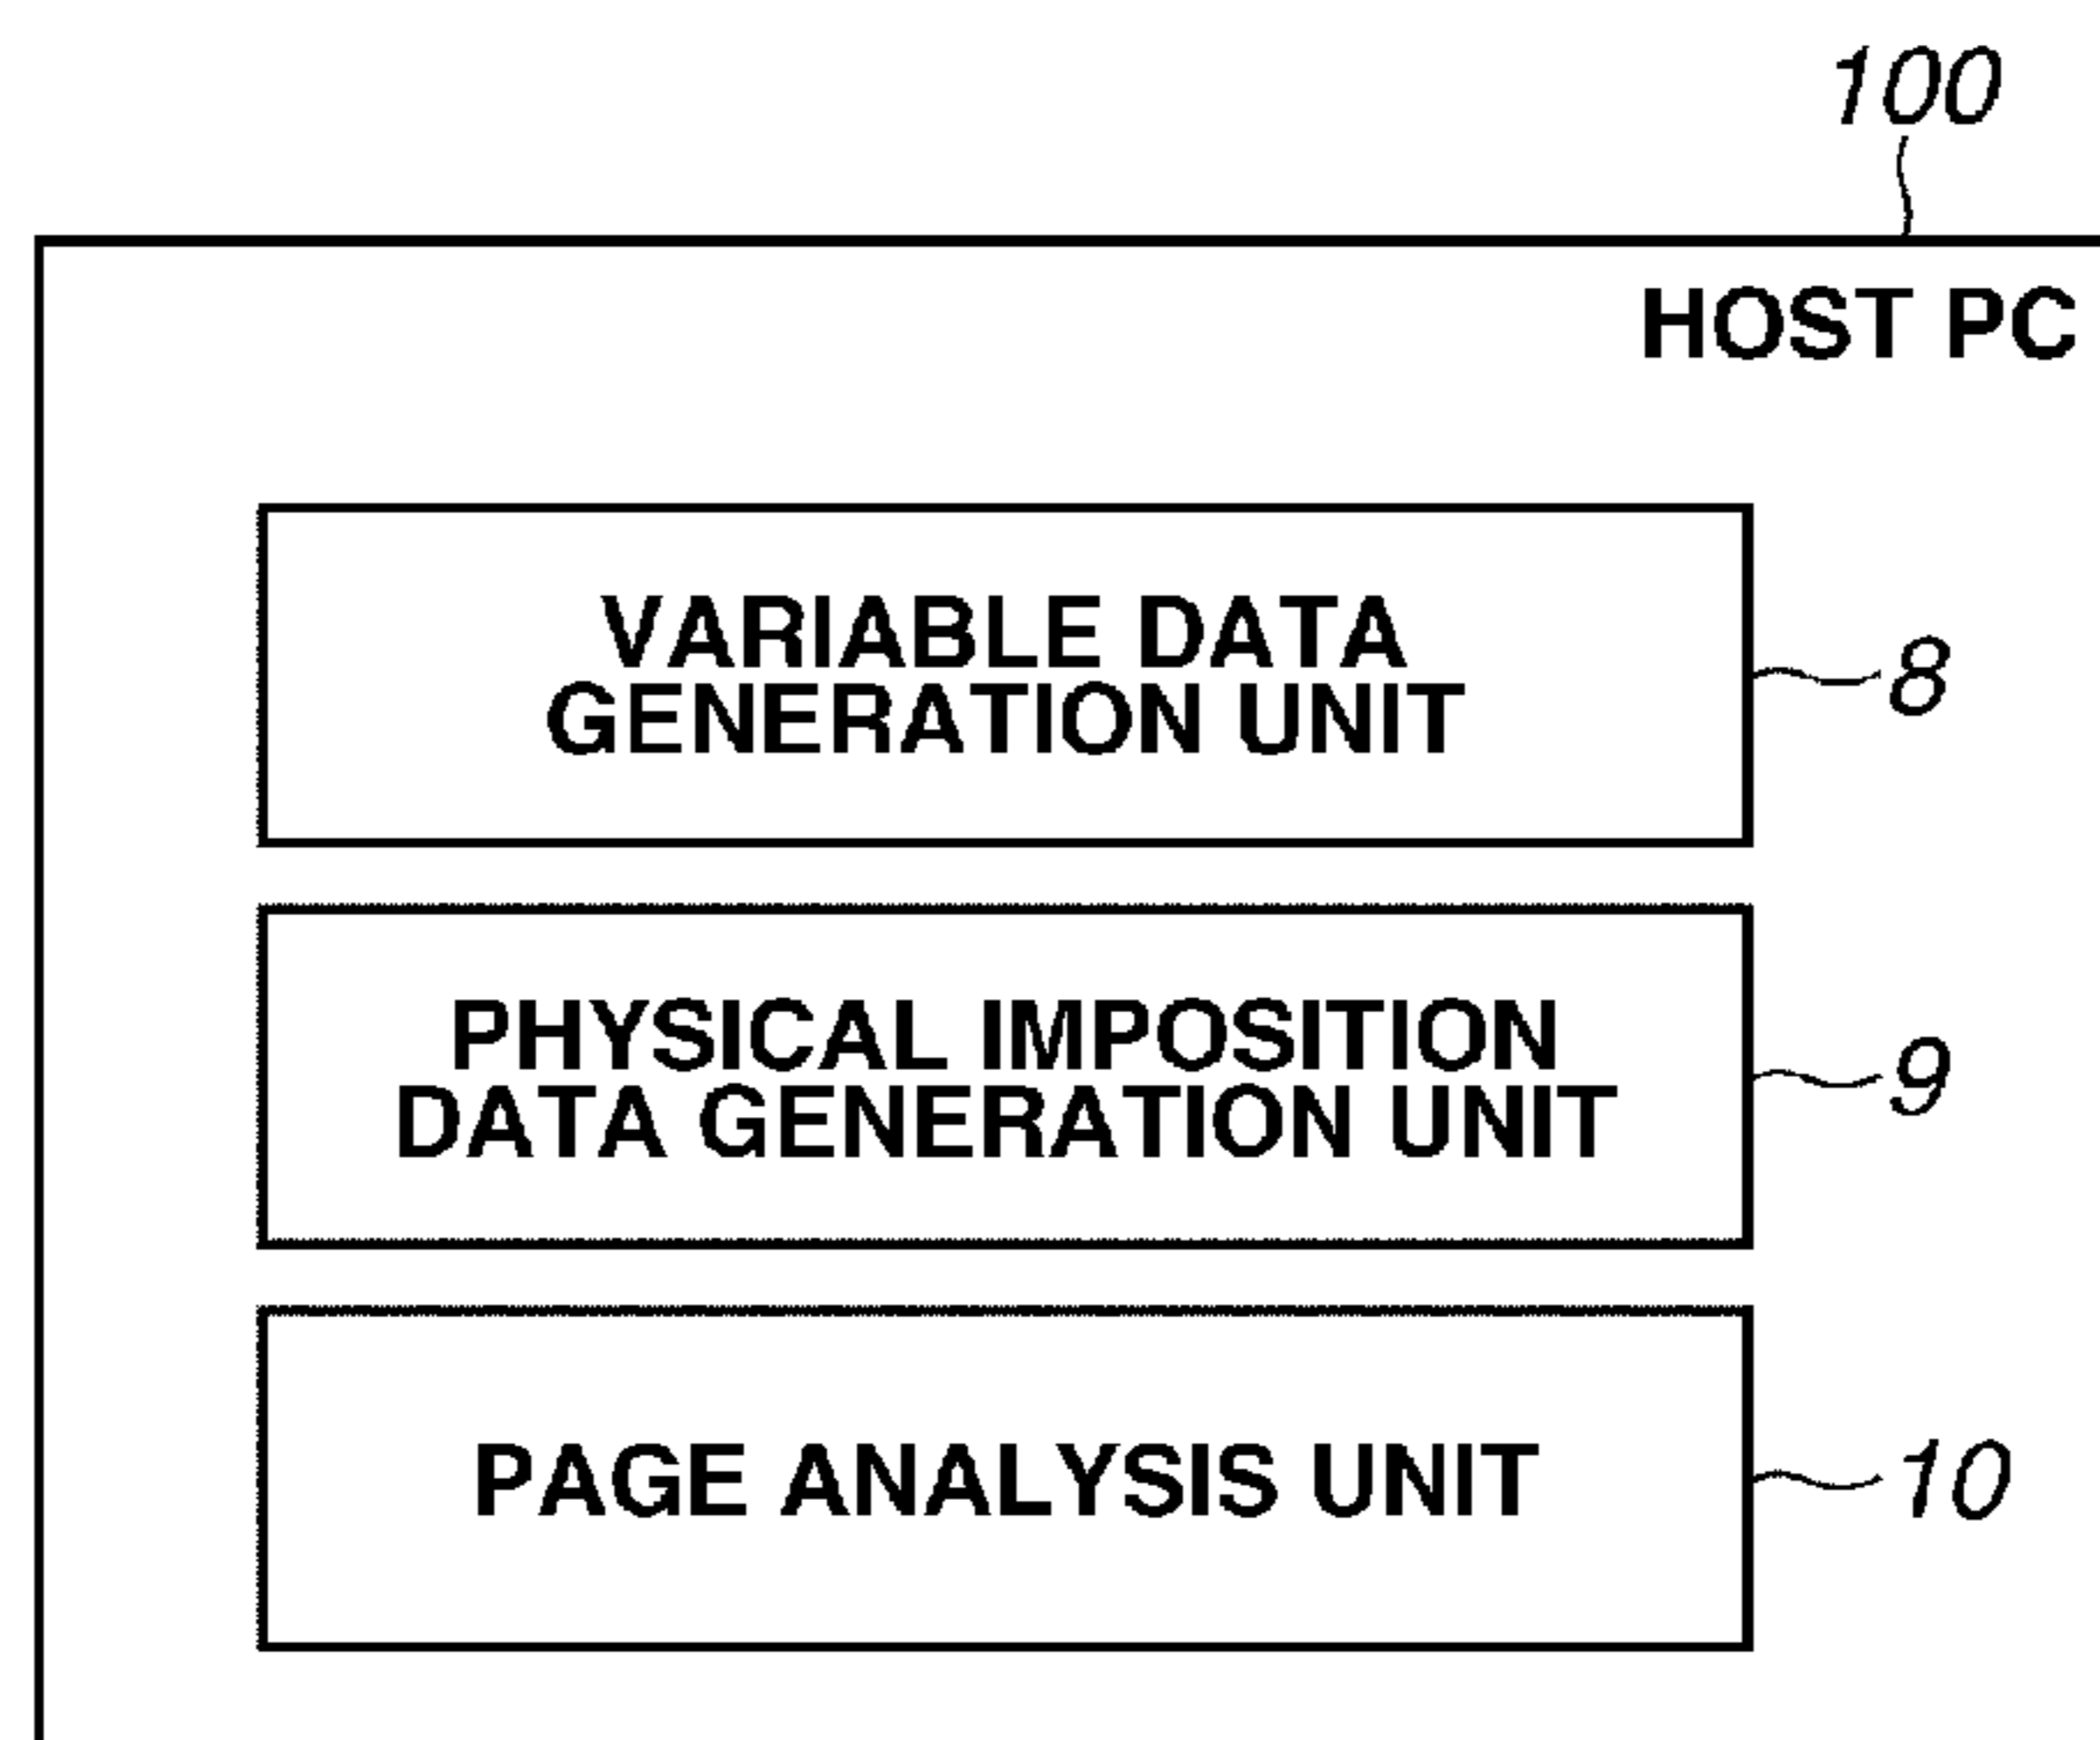 100
HOST PC
VARIABLE DATA
GENERATION UNIT
8
PHYSICAL IMPOSITION
DATA GENERATION UNIT
9
PAGE ANALYSIS UNIT
10